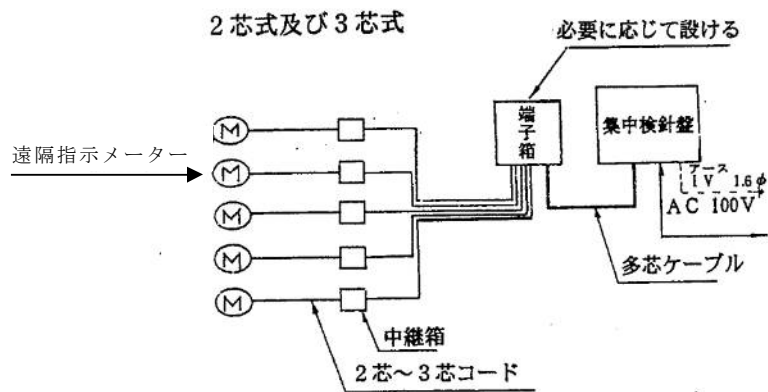 2芯式及び3芯式
必要に応じて設ける
遠隔指示メーター
M
M
M
M
M
端子箱
集中検針盤
アース
IV 1.6φ
AC 100V
多芯ケーブル
中継箱
2芯〜3芯コード